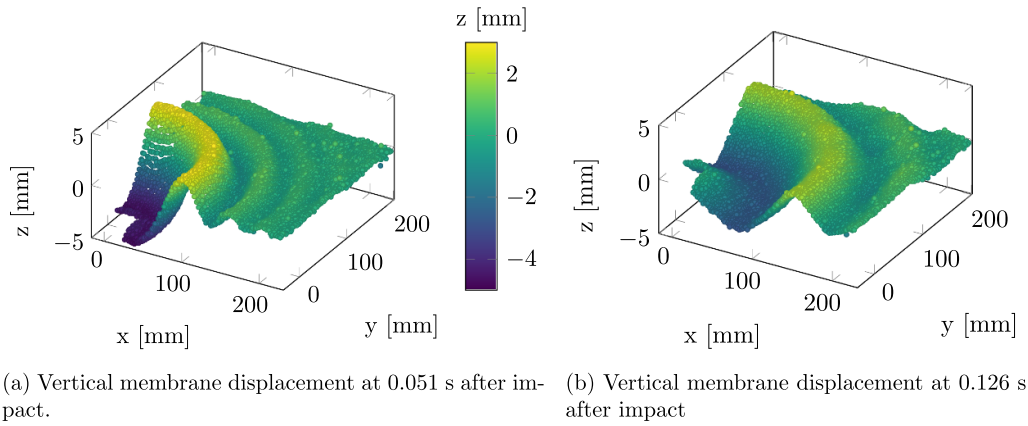 z [mm]
2
0
−2
−4
5
0
−5
z [mm]
0
100
200
x [mm]
0
100
200
y [mm]
5
0
−5
z [mm]
0
100
200
x [mm]
0
100
200
y [mm]
(a) Vertical membrane displacement at 0.051 s after im-
pact.
(b) Vertical membrane displacement at 0.126 s
after impact